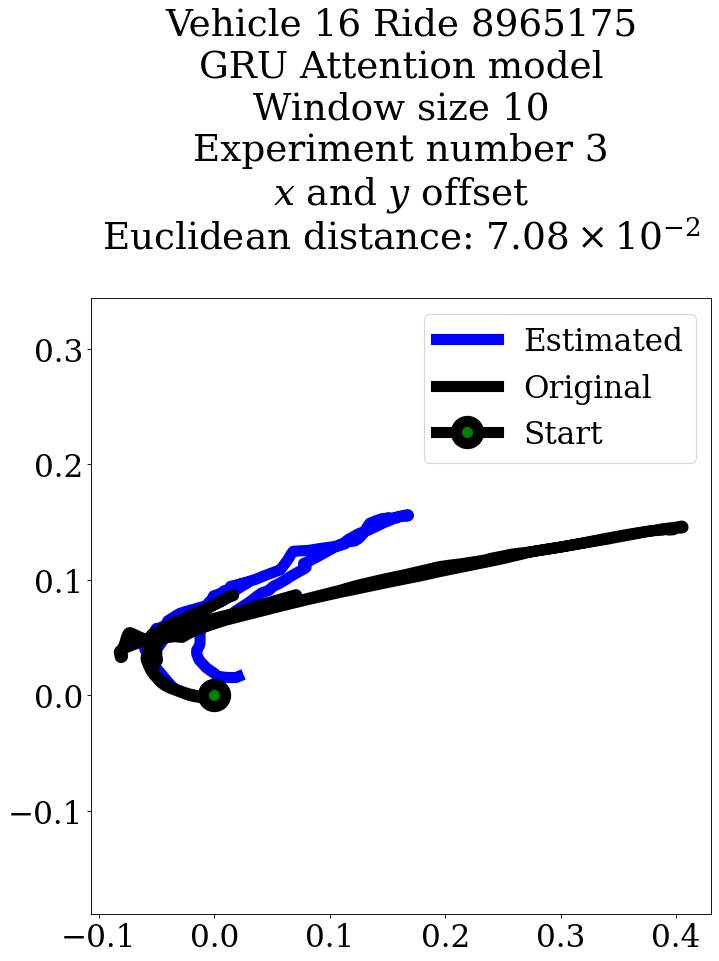 Vehicle 16 Ride 8965175
GRU Attention model
Window size 10
Experiment number 3
x and y offset
Euclidean distance: 7.08 × 10⁻²
Estimated
Original
Start
0.3
0.2
0.1
0.0
−0.1
−0.1 0.0 0.1 0.2 0.3 0.4